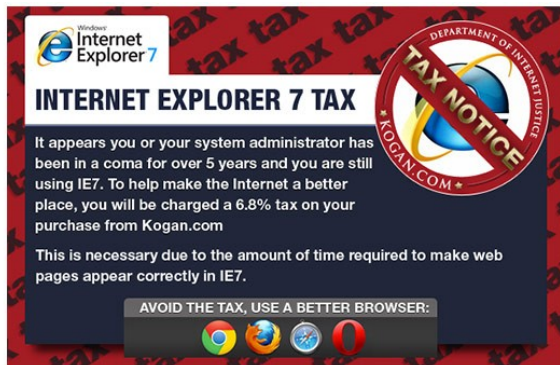 Windows
Internet
Explorer 7
DEPARTMENT OF INTERNET JUSTICE
TAX NOTICE
KOGAN.COM
INTERNET EXPLORER 7 TAX
It appears you or your system administrator has
been in a coma for over 5 years and you are still
using IE7. To help make the Internet a better
place, you will be charged a 6.8% tax on your
purchase from Kogan.com
This is necessary due to the amount of time required to make web
pages appear correctly in IE7.
AVOID THE TAX, USE A BETTER BROWSER:
tax tax tax tax